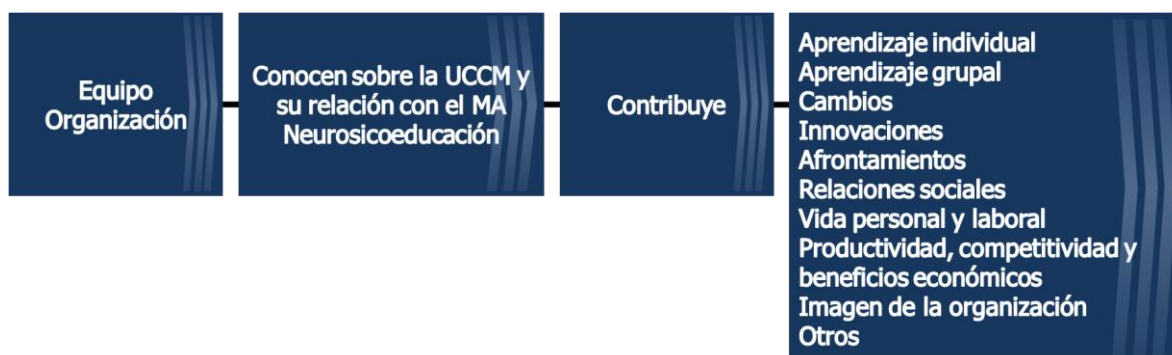 Equipo
Organización
Conocen sobre la UCCM y
su relación con el MA
Neurosicoeducación
Contribuye
Aprendizaje individual
Aprendizaje grupal
Cambios
Innovaciones
Afrontamientos
Relaciones sociales
Vida personal y laboral
Productividad, competitividad y
beneficios económicos
Imagen de la organización
Otros